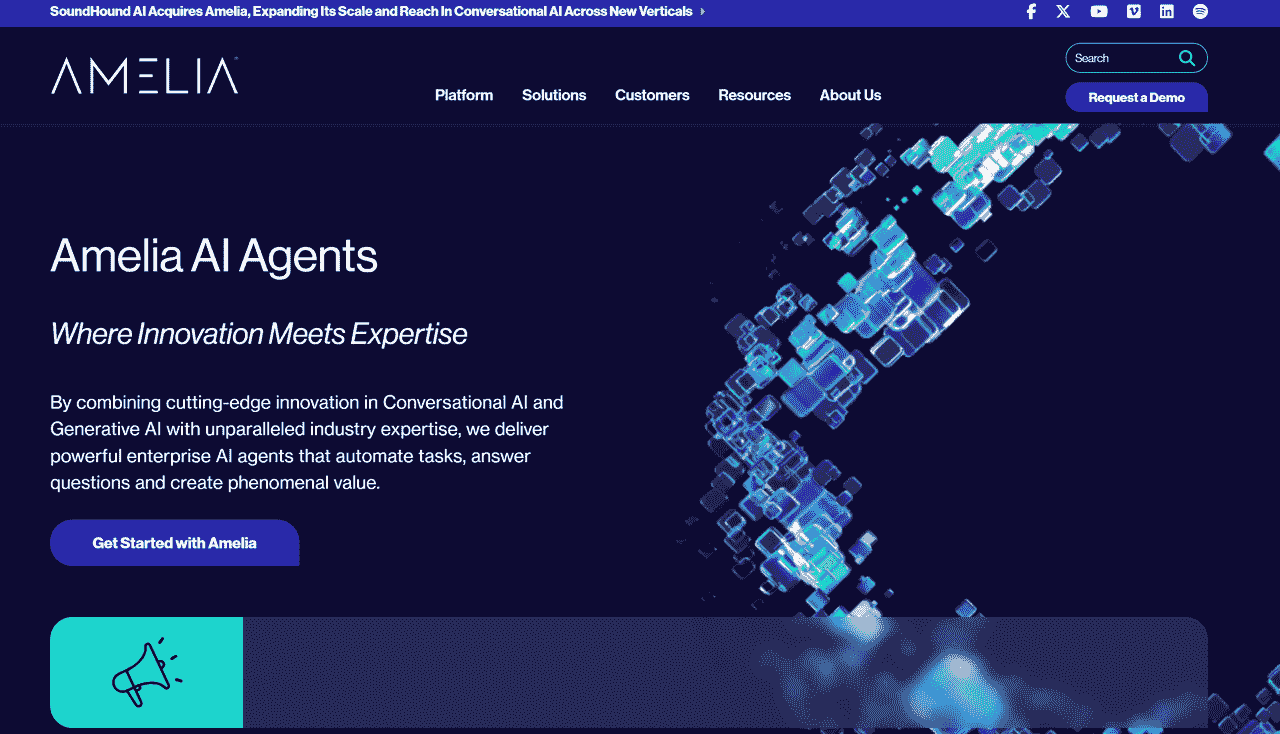 SoundHound AI Acquires Amelia, Expanding Its Scale and Reach In Conversational AI Across New Verticals
AMELIA
Search
Platform Solutions Customers Resources About Us
Request a Demo
Amelia AI Agents
Where Innovation Meets Expertise
By combining cutting-edge innovation in Conversational AI and
Generative AI with unparalleled industry expertise, we deliver
powerful enterprise AI agents that automate tasks, answer
questions and create phenomenal value.
Get Started with Amelia